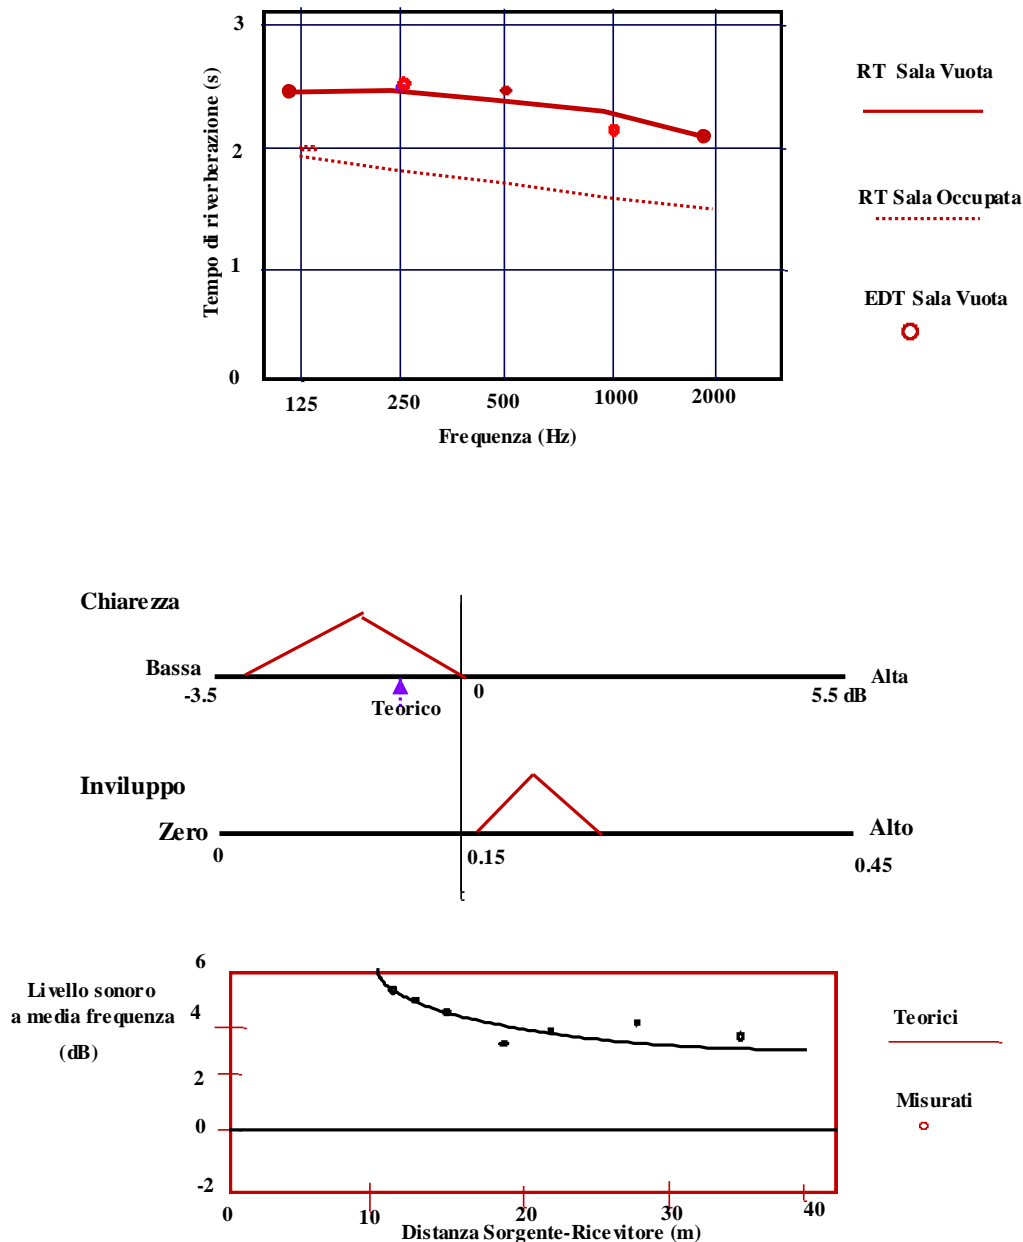 3
2
1
0
Tempo di riverberazione (s)
125 250 500 1000 2000
Frequenza (Hz)
RT Sala Vuota
RT Sala Occupata
EDT Sala Vuota
Chiarezza
Bassa
Alta
-3.5
0
5.5 dB
Teorico
Inviluppo
Zero
Alto
0
0.15
0.45
t
Livello sonoro
a media frequenza
(dB)
6
4
2
0
-2
0 10 20 30 40
Distanza Sorgente-Ricevitore (m)
Teorici
Misurati